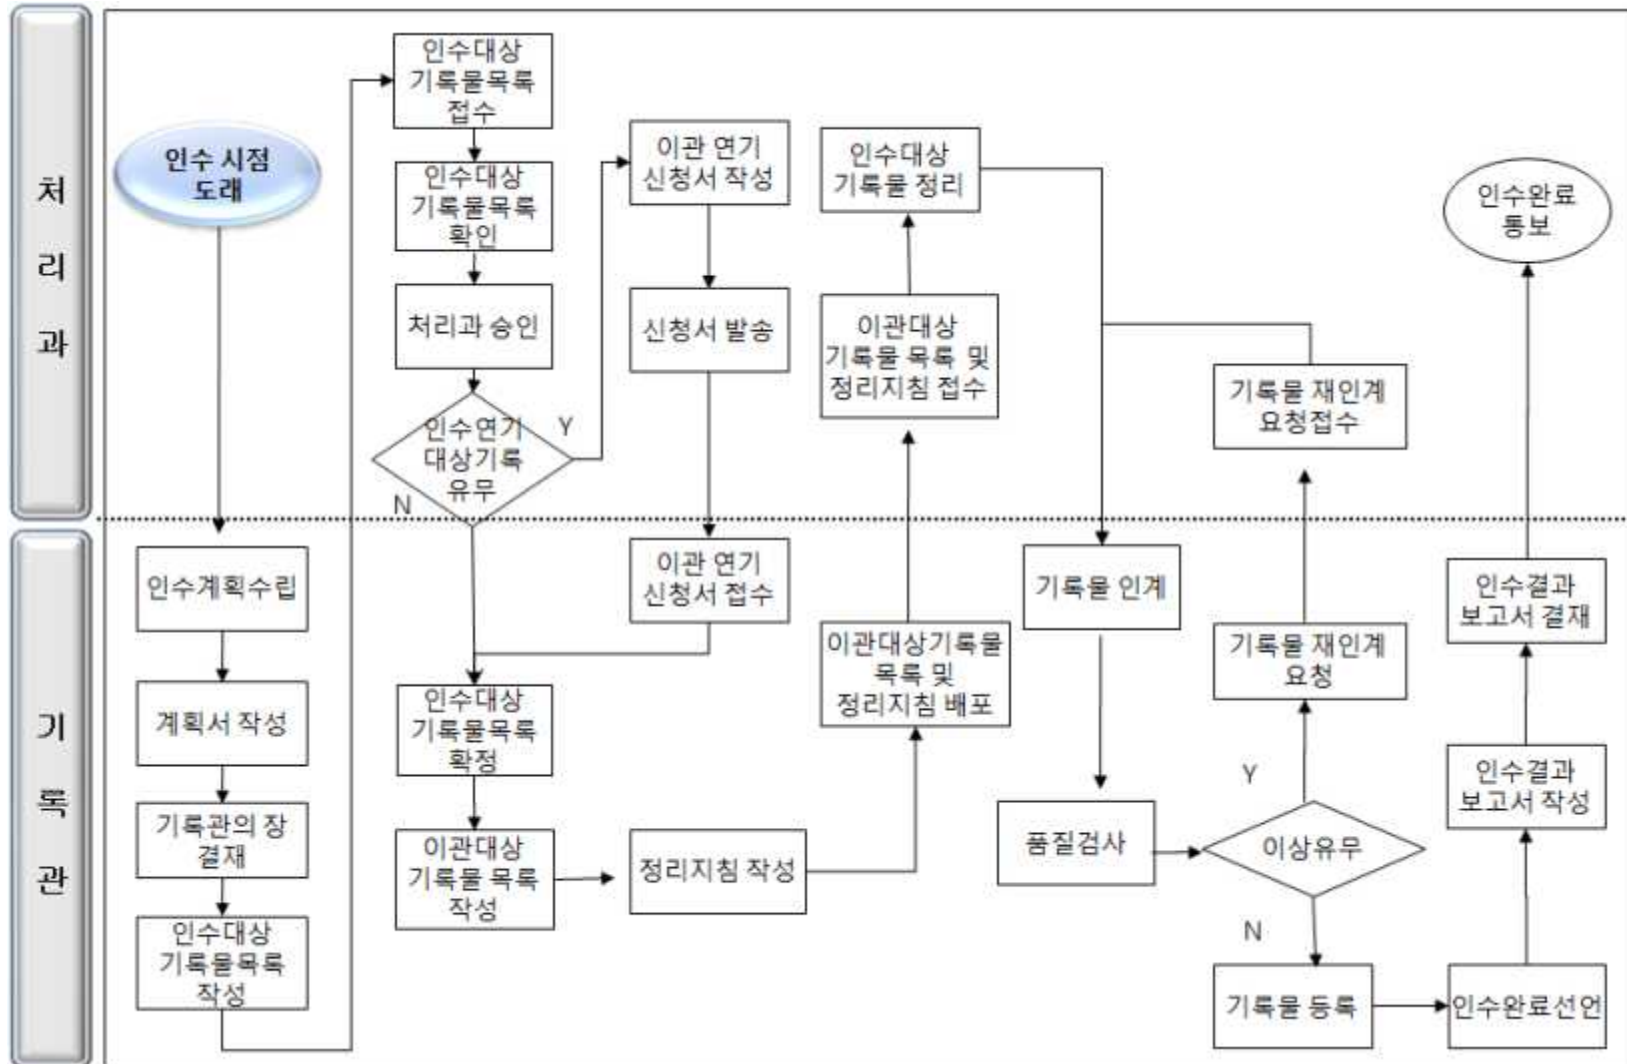 처
리
과
기
록
관
인수 시점
도래
인수계획수립
계획서 작성
기록관의 장
결재
인수대상
기록물목록
작성
인수대상
기록물목록
접수
인수대상
기록물목록
확인
처리과 승인
인수연기
대상기록
유무
Y
N
이관 연기
신청서 작성
신청서 발송
이관 연기
신청서 접수
인수대상
기록물목록
확정
이관대상
기록물 목록
작성
정리지침 작성
이관대상기록물
목록 및
정리지침 배포
이관대상
기록물 목록 및
정리지침 접수
인수대상
기록물 정리
기록물 인계
품질검사
이상유무
Y
N
기록물 재인계
요청
기록물 재인계
요청접수
기록물 등록
인수완료선언
인수결과
보고서 작성
인수결과
보고서 결재
인수완료
통보